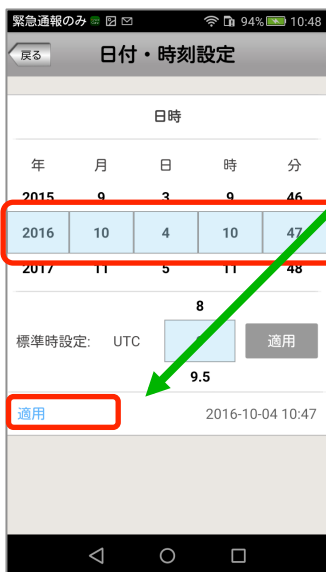 緊急通報のみ 94% 10:48
戻る 日付・時刻設定
日時
年 月 日 時 分
2015 9 3 9 46
2016 10 4 10 47
2017 11 5 11 48
8
標準時設定: UTC 適用
9.5
適用 2016-10-04 10:47